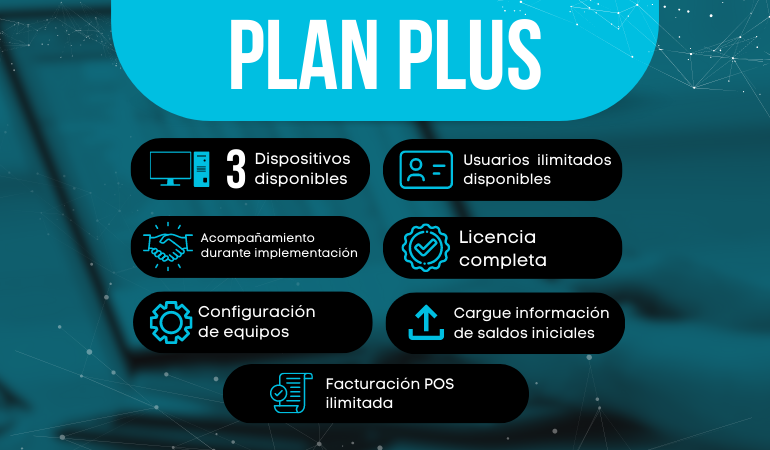 PLAN PLUS
3 Dispositivos
disponibles
Usuarios ilimitados
disponibles
Acompañamiento
durante implementación
Licencia
completa
Configuración
de equipos
Cargue información
de saldos iniciales
Facturación POS
ilimitada